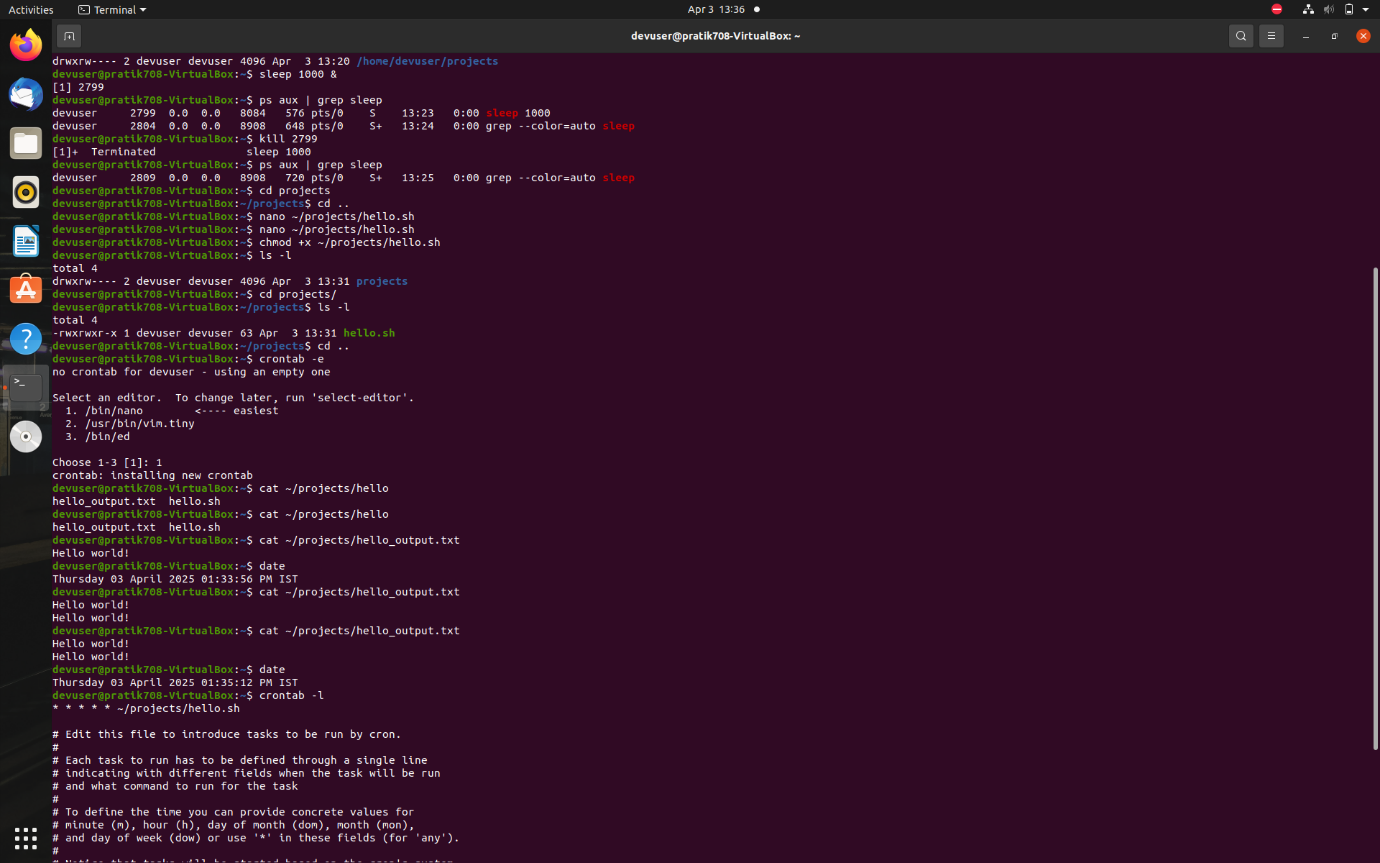 Activities
Terminal
Apr 3 13:36
devuser@pratik708-VirtualBox: ~
drwxrw---- 2 devuser devuser 4096 Apr  3 13:20 /home/devuser/projects
devuser@pratik708-VirtualBox:~$ sleep 1000 &
[1] 2799
devuser@pratik708-VirtualBox:~$ ps aux | grep sleep
devuser     2799  0.0  0.0   8084   576 pts/0    S    13:23   0:00 sleep 1000
devuser     2804  0.0  0.0   8908   648 pts/0    S+   13:24   0:00 grep --color=auto sleep
devuser@pratik708-VirtualBox:~$ kill 2799
[1]+  Terminated              sleep 1000
devuser@pratik708-VirtualBox:~$ ps aux | grep sleep
devuser     2809  0.0  0.0   8908   720 pts/0    S+   13:25   0:00 grep --color=auto sleep
devuser@pratik708-VirtualBox:~$ cd projects
devuser@pratik708-VirtualBox:~/projects$ cd ..
devuser@pratik708-VirtualBox:~$ nano ~/projects/hello.sh
devuser@pratik708-VirtualBox:~$ nano ~/projects/hello.sh
devuser@pratik708-VirtualBox:~$ chmod +x ~/projects/hello.sh
devuser@pratik708-VirtualBox:~$ ls -l
total 4
drwxrw---- 2 devuser devuser 4096 Apr  3 13:31 projects
devuser@pratik708-VirtualBox:~$ cd projects/
devuser@pratik708-VirtualBox:~/projects$ ls -l
total 4
-rwxrwxr-x 1 devuser devuser 63 Apr  3 13:31 hello.sh
devuser@pratik708-VirtualBox:~/projects$ cd ..
devuser@pratik708-VirtualBox:~$ crontab -e
no crontab for devuser - using an empty one
Select an editor.  To change later, run 'select-editor'.
  1. /bin/nano        <---- easiest
  2. /usr/bin/vim.tiny
  3. /bin/ed
Choose 1-3 [1]: 1
crontab: installing new crontab
devuser@pratik708-VirtualBox:~$ cat ~/projects/hello
hello_output.txt  hello.sh
devuser@pratik708-VirtualBox:~$ cat ~/projects/hello
hello_output.txt  hello.sh
devuser@pratik708-VirtualBox:~$ cat ~/projects/hello_output.txt
Hello world!
devuser@pratik708-VirtualBox:~$ date
Thursday 03 April 2025 01:33:56 PM IST
devuser@pratik708-VirtualBox:~$ cat ~/projects/hello_output.txt
Hello world!
Hello world!
devuser@pratik708-VirtualBox:~$ cat ~/projects/hello_output.txt
Hello world!
Hello world!
devuser@pratik708-VirtualBox:~$ date
Thursday 03 April 2025 01:35:12 PM IST
devuser@pratik708-VirtualBox:~$ crontab -l
* * * * * ~/projects/hello.sh
# Edit this file to introduce tasks to be run by cron.
#
# Each task to run has to be defined through a single line
# indicating with different fields when the task will be run
# and what command to run for the task
#
# To define the time you can provide concrete values for
# minute (m), hour (h), day of month (dom), month (mon),
# and day of week (dow) or use '*' in these fields (for 'any').
#